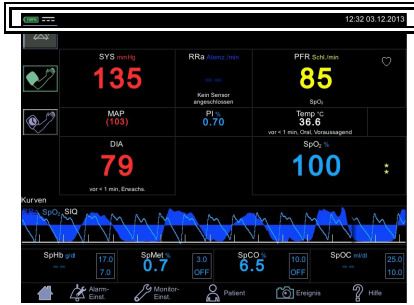 100% 12:32 03.12.2013
SYS mmHg RRa Atemz./min PFR Schl./min
135 -- -- 85
Kein Sensor
angeschlossen SpO₂
MAP PI % Temp °C
(103) 0.70 36.6
vor < 1 min, Oral, Voraussagend
DIA SpO₂ %
79 100
vor < 1 min, Erwachs.
Kurven
RRa SpO₂ SIQ
SpHb g/dl 17.0 SpMet % 3.0 SpCO % 10.0 SpOC ml/dl 25.0
-- 7.0 0.7 OFF 6.5 OFF -- 10.0
Alarm-Einst. Monitor-Einst. Patient Ereignis Hilfe